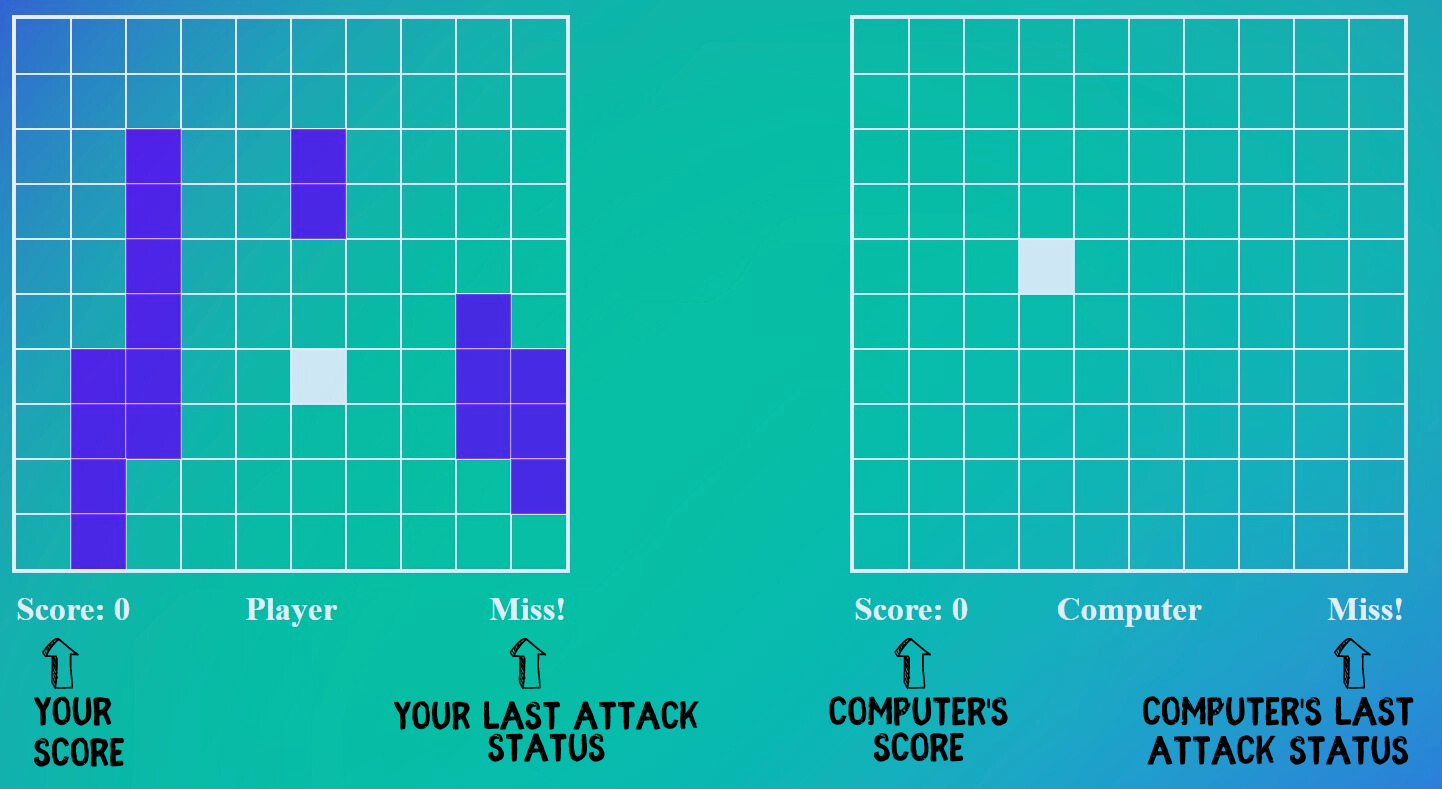 Score: 0 Player Miss!
Score: 0 Computer Miss!
YOUR
SCORE
YOUR LAST ATTACK
STATUS
COMPUTER'S
SCORE
COMPUTER'S LAST
ATTACK STATUS